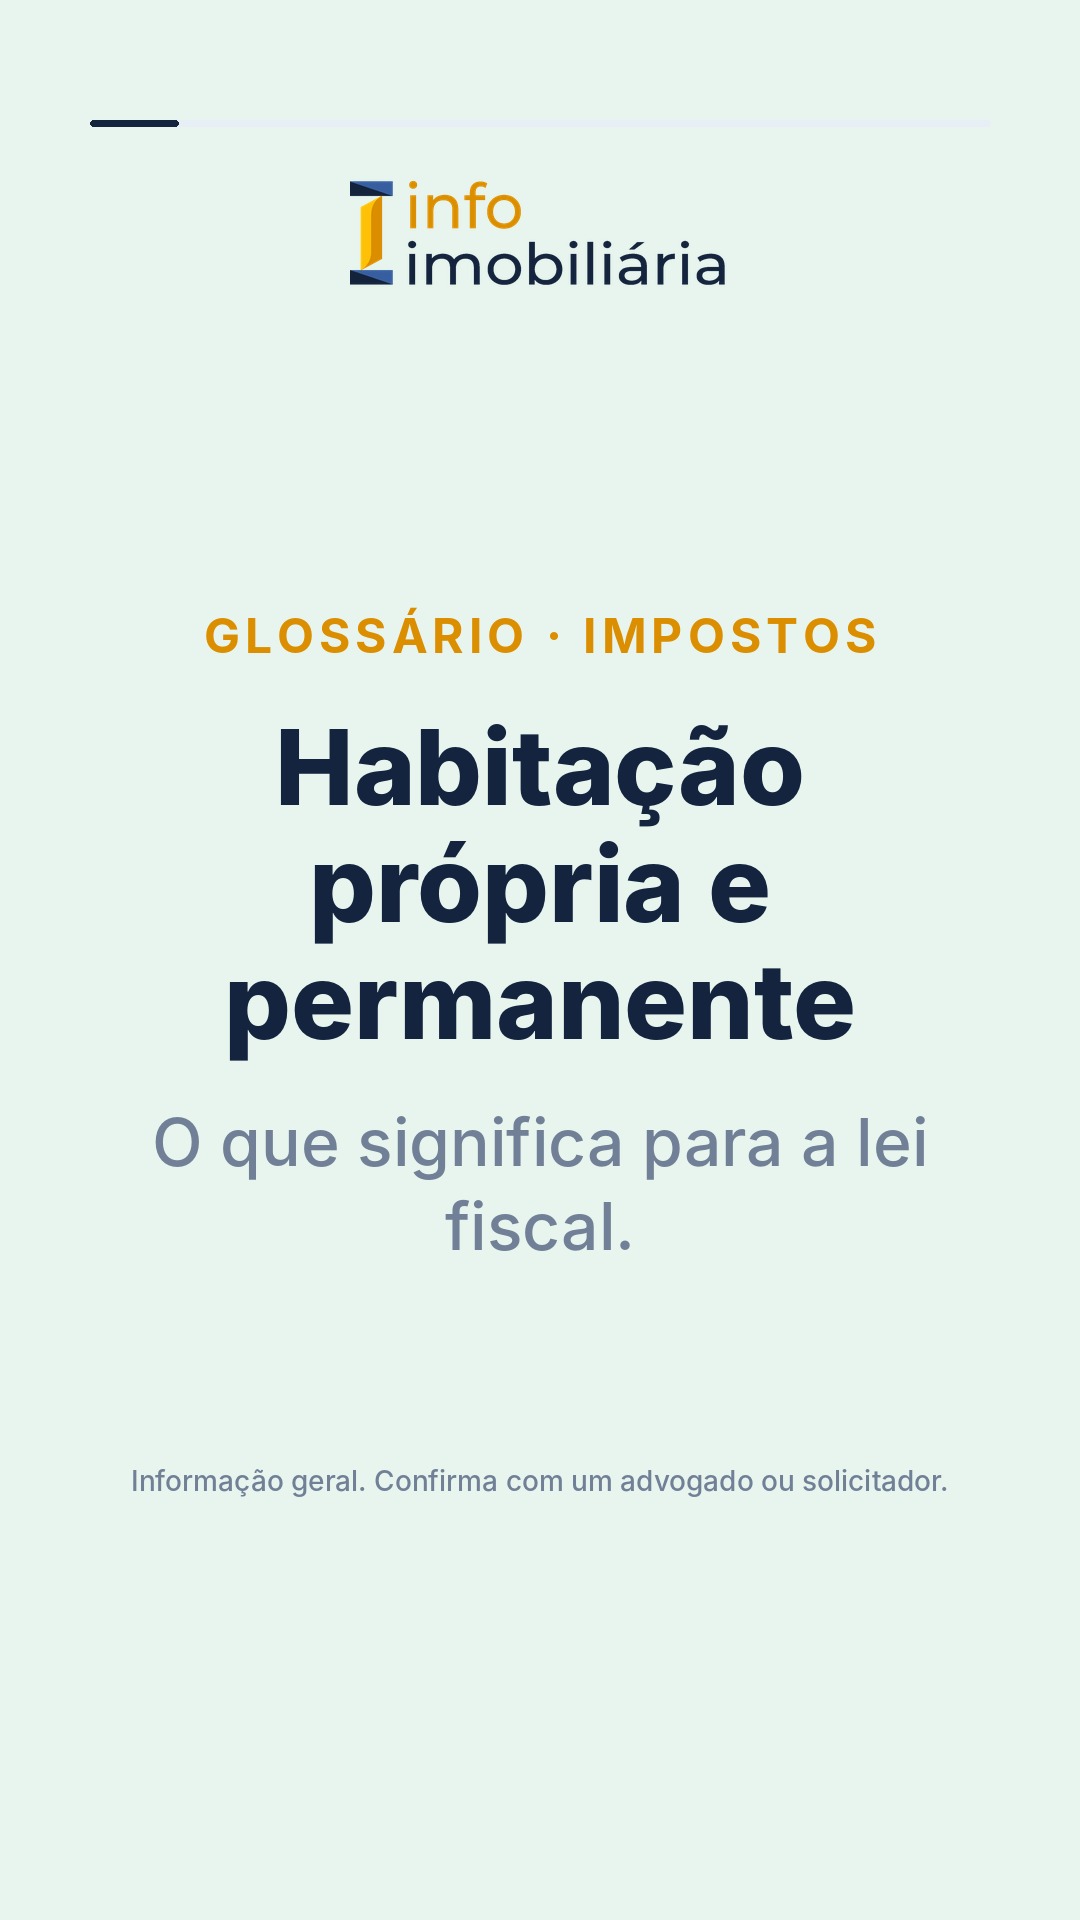 info
imobiliária
GLOSSÁRIO · IMPOSTOS
Habitação
própria e
permanente
O que significa para a lei
fiscal.
Informação geral. Confirma com um advogado ou solicitador.